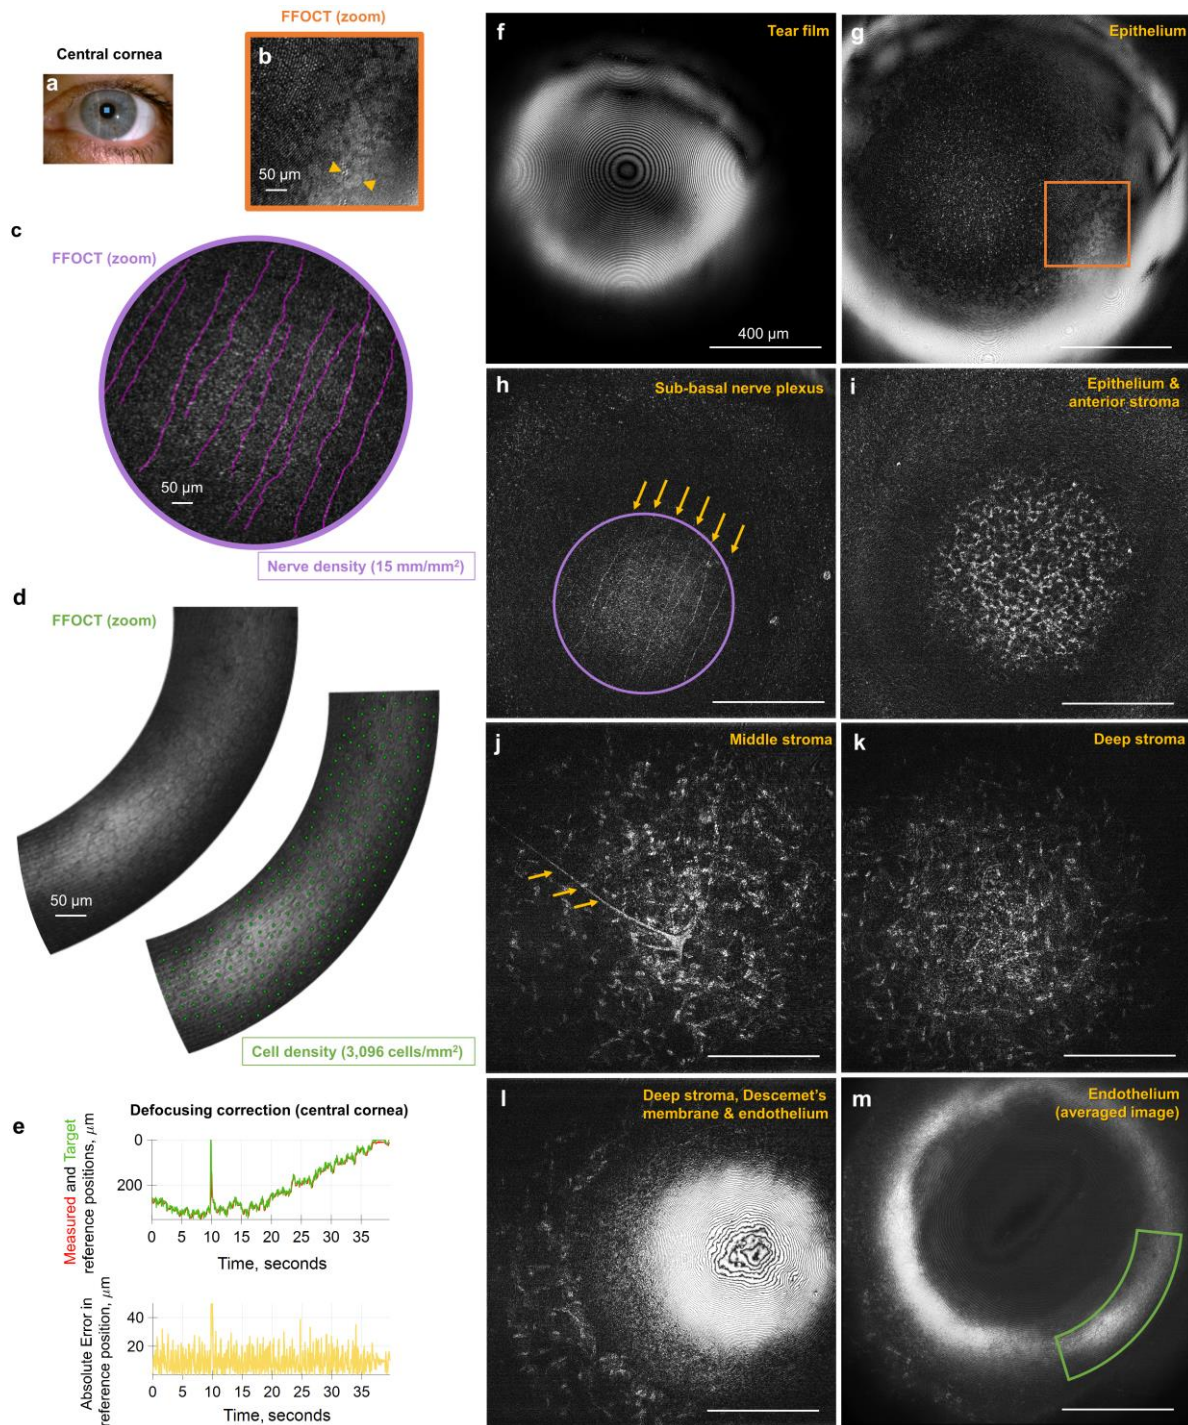 Central cornea
a
FFOCT (zoom)
b
50 µm
c
FFOCT (zoom)
50 µm
Nerve density (15 mm/mm²)
d
FFOCT (zoom)
50 µm
Cell density (3,096 cells/mm²)
e
Defocusing correction (central cornea)
Measured and Target
reference positions, µm
0
200
0 5 10 15 20 25 30 35
Time, seconds
Absolute Error in
reference position, µm
40
20
0 5 10 15 20 25 30 35
Time, seconds
f
Tear film
400 µm
g
Epithelium
h
Sub-basal nerve plexus
i
Epithelium &
anterior stroma
j
Middle stroma
k
Deep stroma
l
Deep stroma, Descemet's
membrane & endothelium
m
Endothelium
(averaged image)